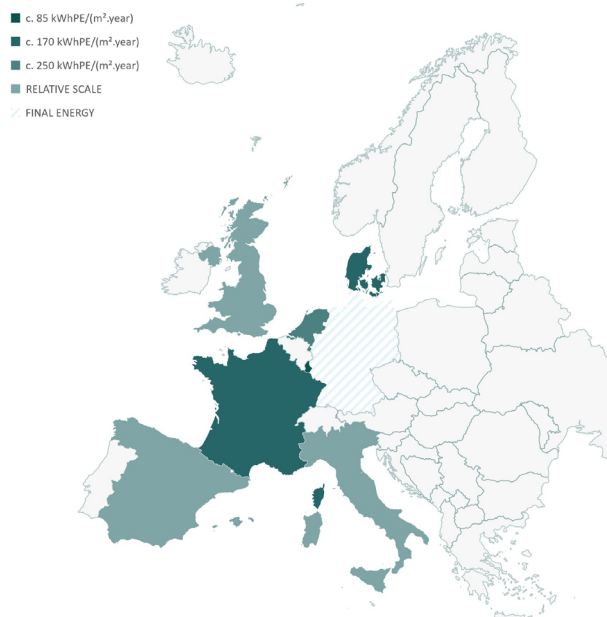 c. 85 kWhPE/(m².year)
c. 170 kWhPE/(m².year)
c. 250 kWhPE/(m².year)
RELATIVE SCALE
FINAL ENERGY